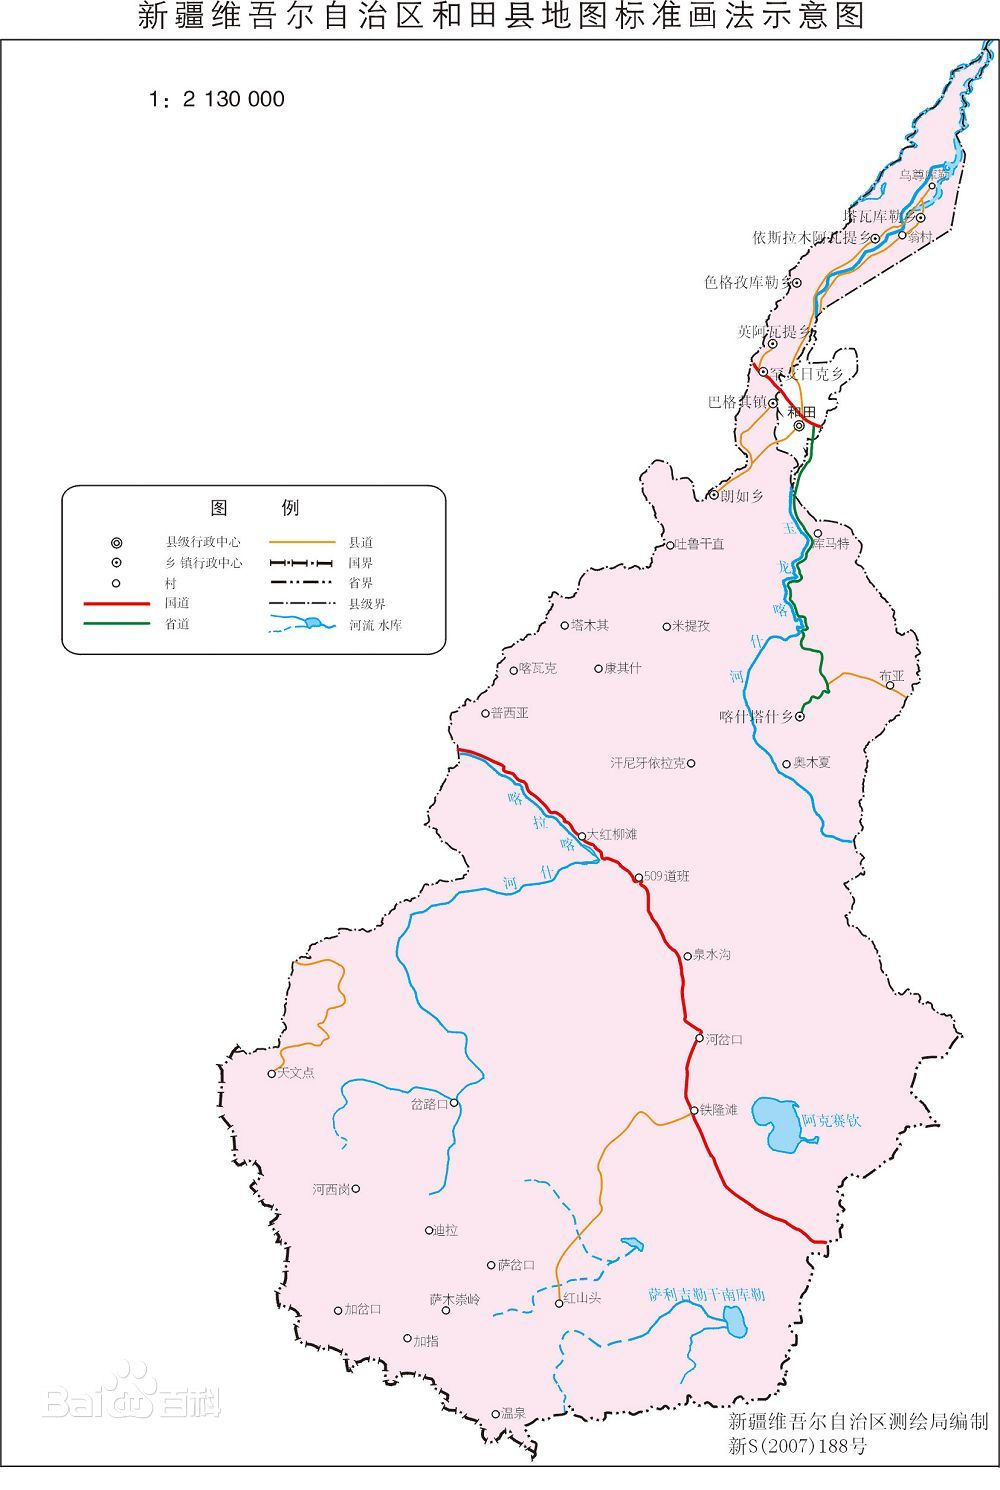 新疆维吾尔自治区和田县地图标准画法示意图
1: 2 130 000
乌尊库勒
塔瓦库勒乡
依斯拉木阿瓦提乡
翁村
色格孜库勒乡
英阿瓦提乡
罕艾日克乡
巴格其镇
和田
朗如乡
玉龙喀什河
库马特
吐鲁干直
塔木其
米提孜
喀瓦克
康其什
布亚
普西亚
喀什塔什乡
汗尼牙依拉克
奥木夏
喀拉喀什河
大红柳滩
509道班
泉水沟
河岔口
天文点
岔路口
铁隆滩
阿克赛钦
河西岗
迪拉
萨岔口
萨利吉勒干南库勒
红山头
萨木崇岭
加岔口
加指
温泉
图 例
县级行政中心 县道
乡 镇行政中心 国界
村 省界
国道 县级界
省道 河流 水库
Bai百科
新疆维吾尔自治区测绘局编制
新S(2007)188号